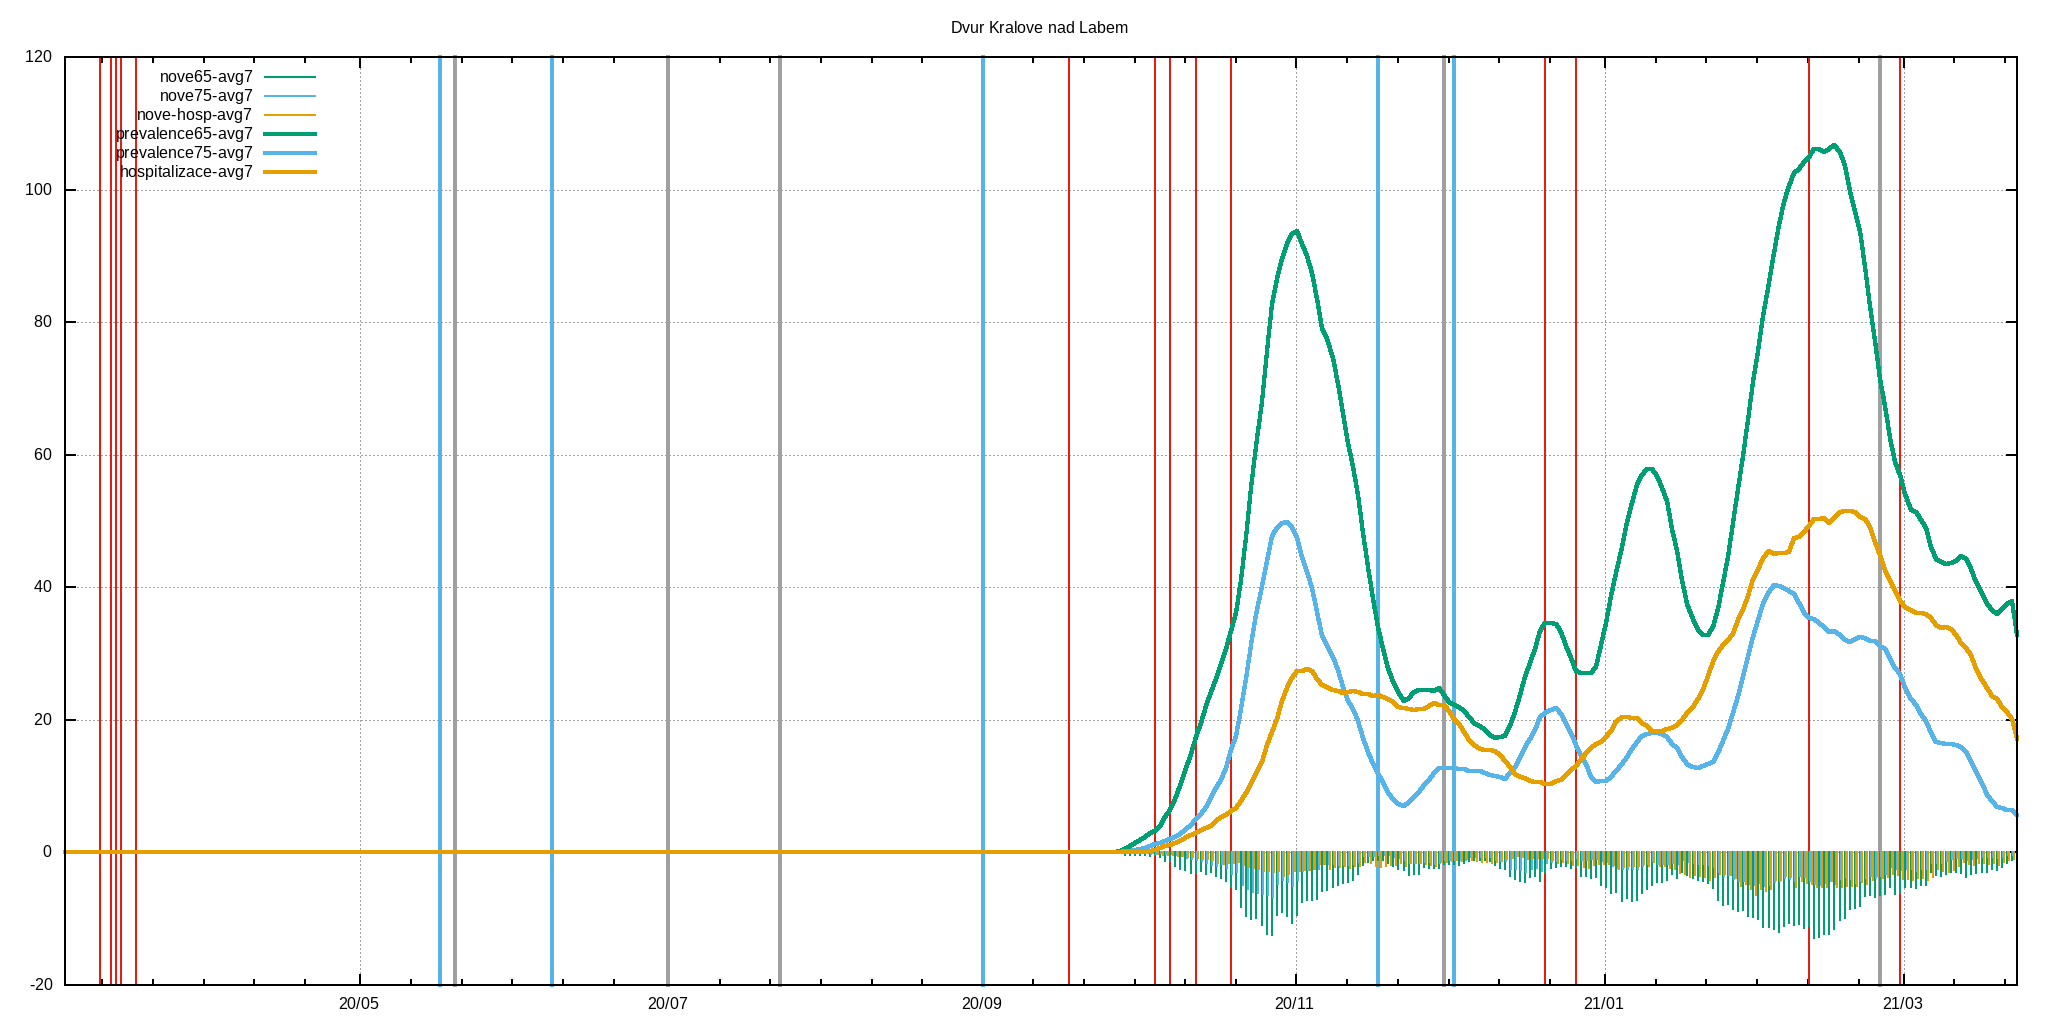 Dvur Kralove nad Labem
120
100
80
60
40
20
0
-20
nove65-avg7
nove75-avg7
nove-hosp-avg7
prevalence65-avg7
prevalence75-avg7
hospitalizace-avg7
20/05
20/07
20/09
20/11
21/01
21/03